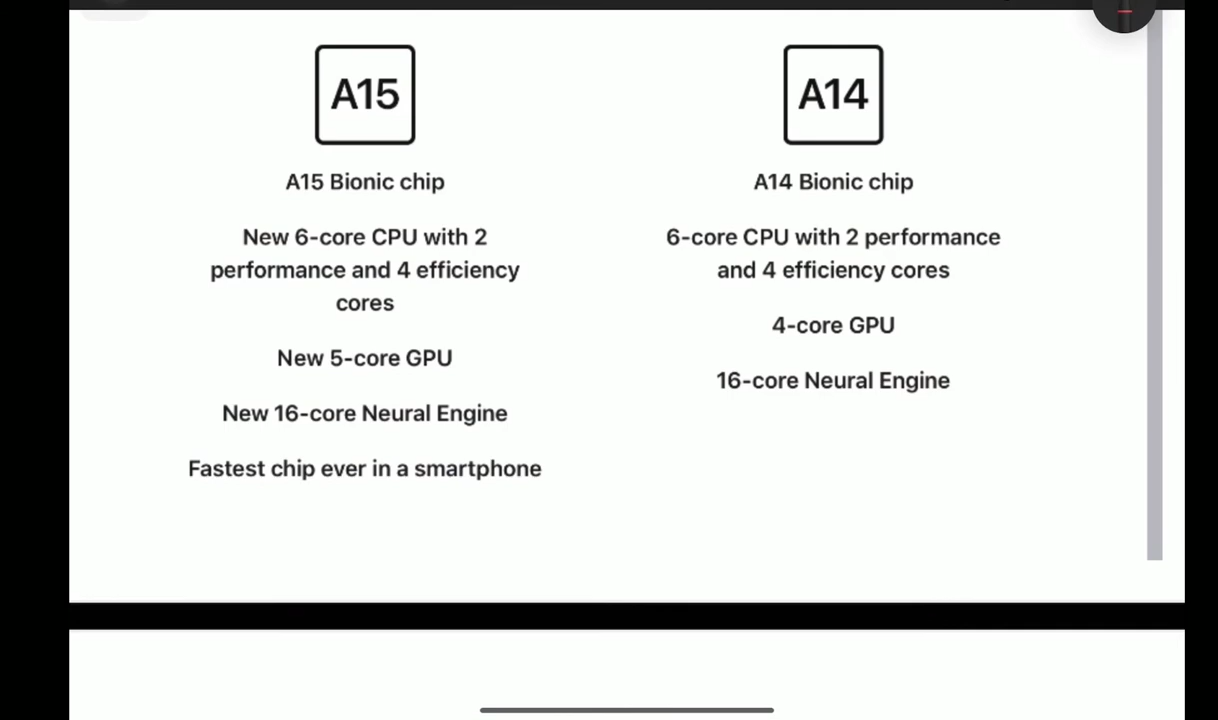 A15
A15 Bionic chip
New 6-core CPU with 2
performance and 4 efficiency
cores
New 5-core GPU
New 16-core Neural Engine
Fastest chip ever in a smartphone
A14
A14 Bionic chip
6-core CPU with 2 performance
and 4 efficiency cores
4-core GPU
16-core Neural Engine